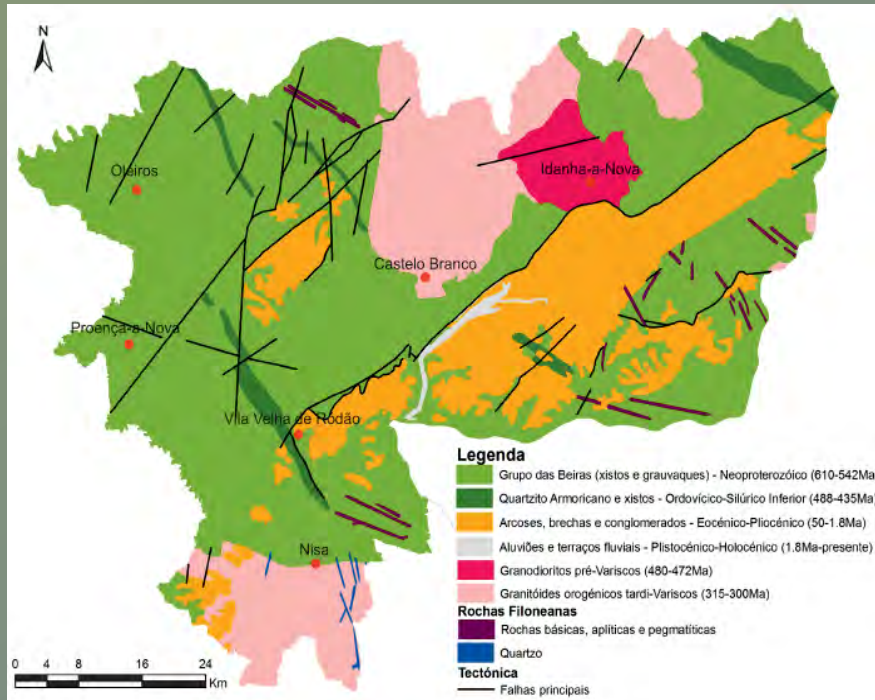 N
Oleiros
Idanha-a-Nova
Castelo Branco
Proença-a-Nova
Vila Velha de Ródão
Nisa
Legenda
Grupo das Beiras (xistos e grauvaques) - Neoproterozóico (610-542Ma)
Quartzito Armoricano e xistos - Ordovícico-Silúrico Inferior (488-435Ma)
Arcoses, brechas e conglomerados - Eocénico-Pliocénico (50-1.8Ma)
Aluviões e terraços fluviais - Plistocénico-Holocénico (1.8Ma-presente)
Granodioritos pré-Variscos (480-472Ma)
Granitóides orogénicos tardi-Variscos (315-300Ma)
Rochas Filoneanas
Rochas básicas, aplíticas e pegmatíticas
Quartzo
Tectónica
Falhas principais
0 4 8 16 24
Km